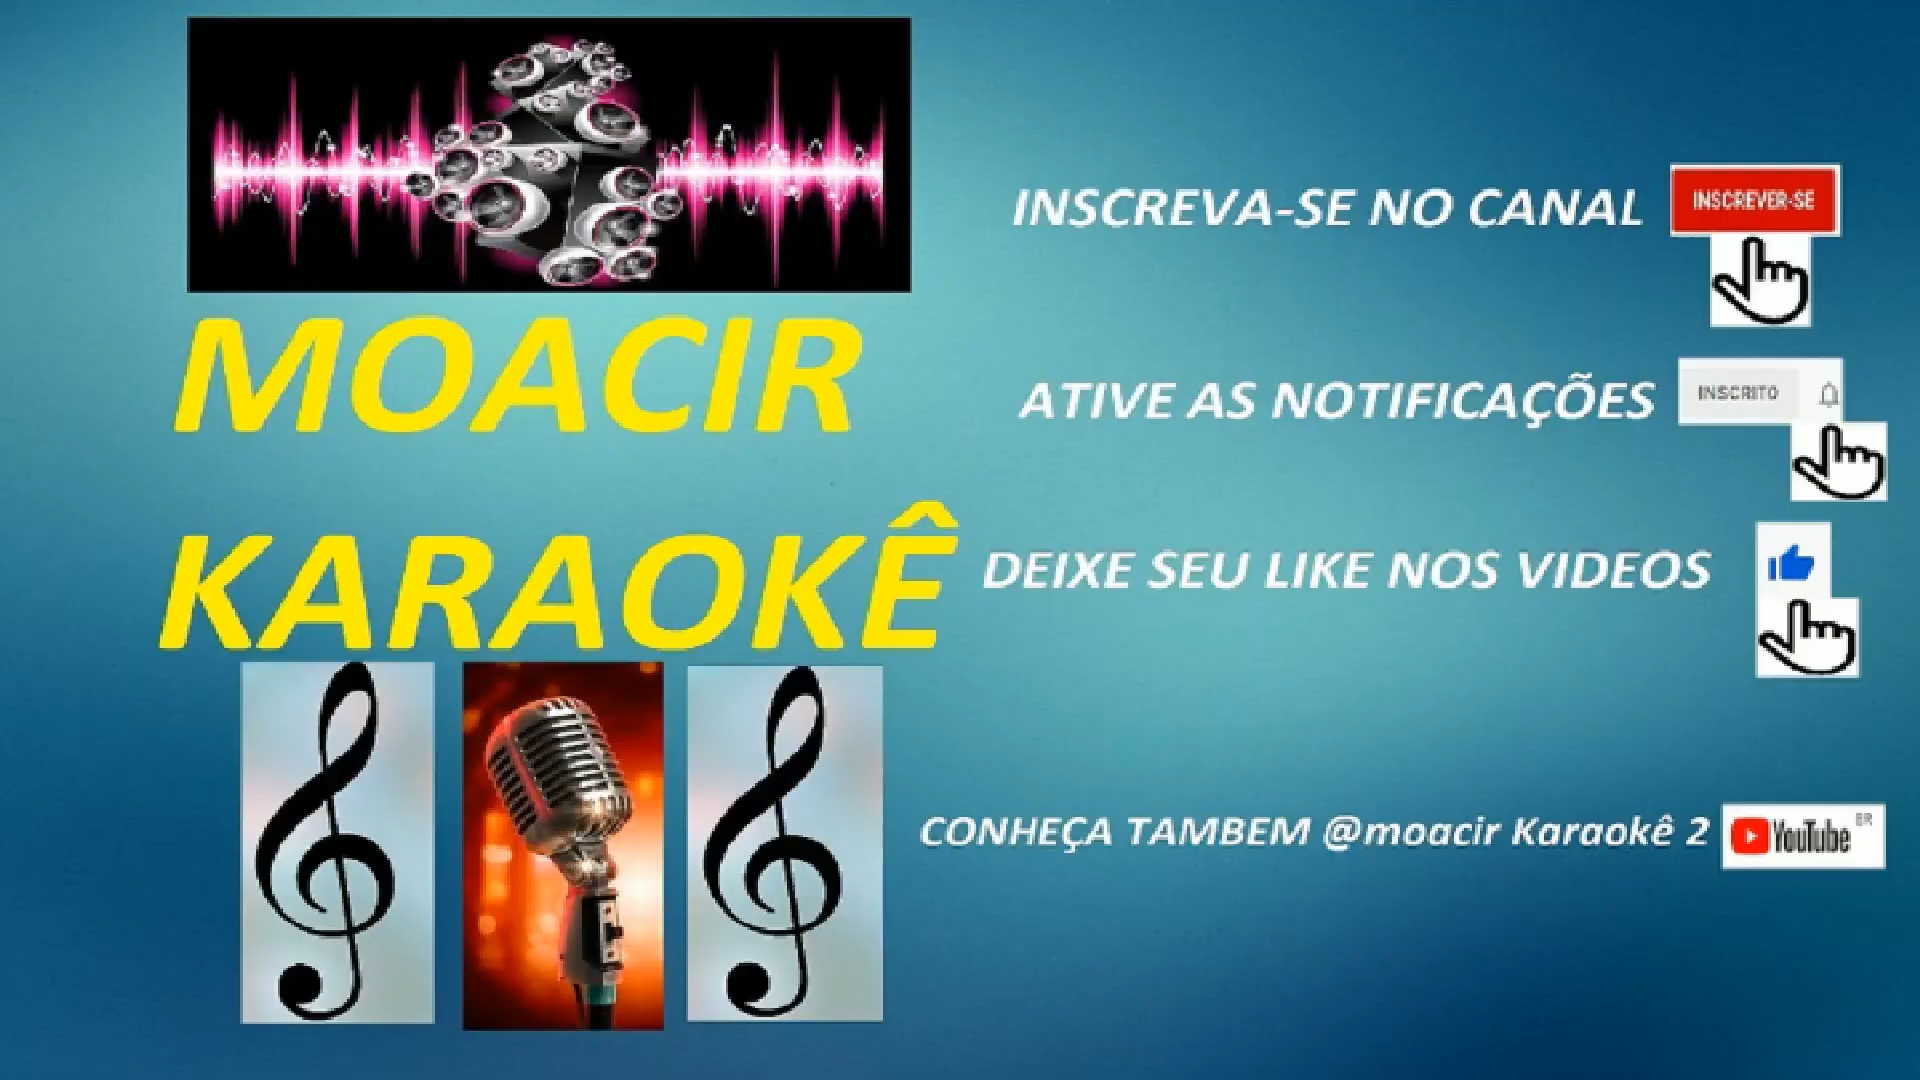 MOACIR
KARAOKÊ
INSCREVA-SE NO CANAL
INSCREVER-SE
ATIVE AS NOTIFICAÇÕES
INSCRITO
DEIXE SEU LIKE NOS VIDEOS
CONHEÇA TAMBEM @moacir Karaokê 2
YouTube BR